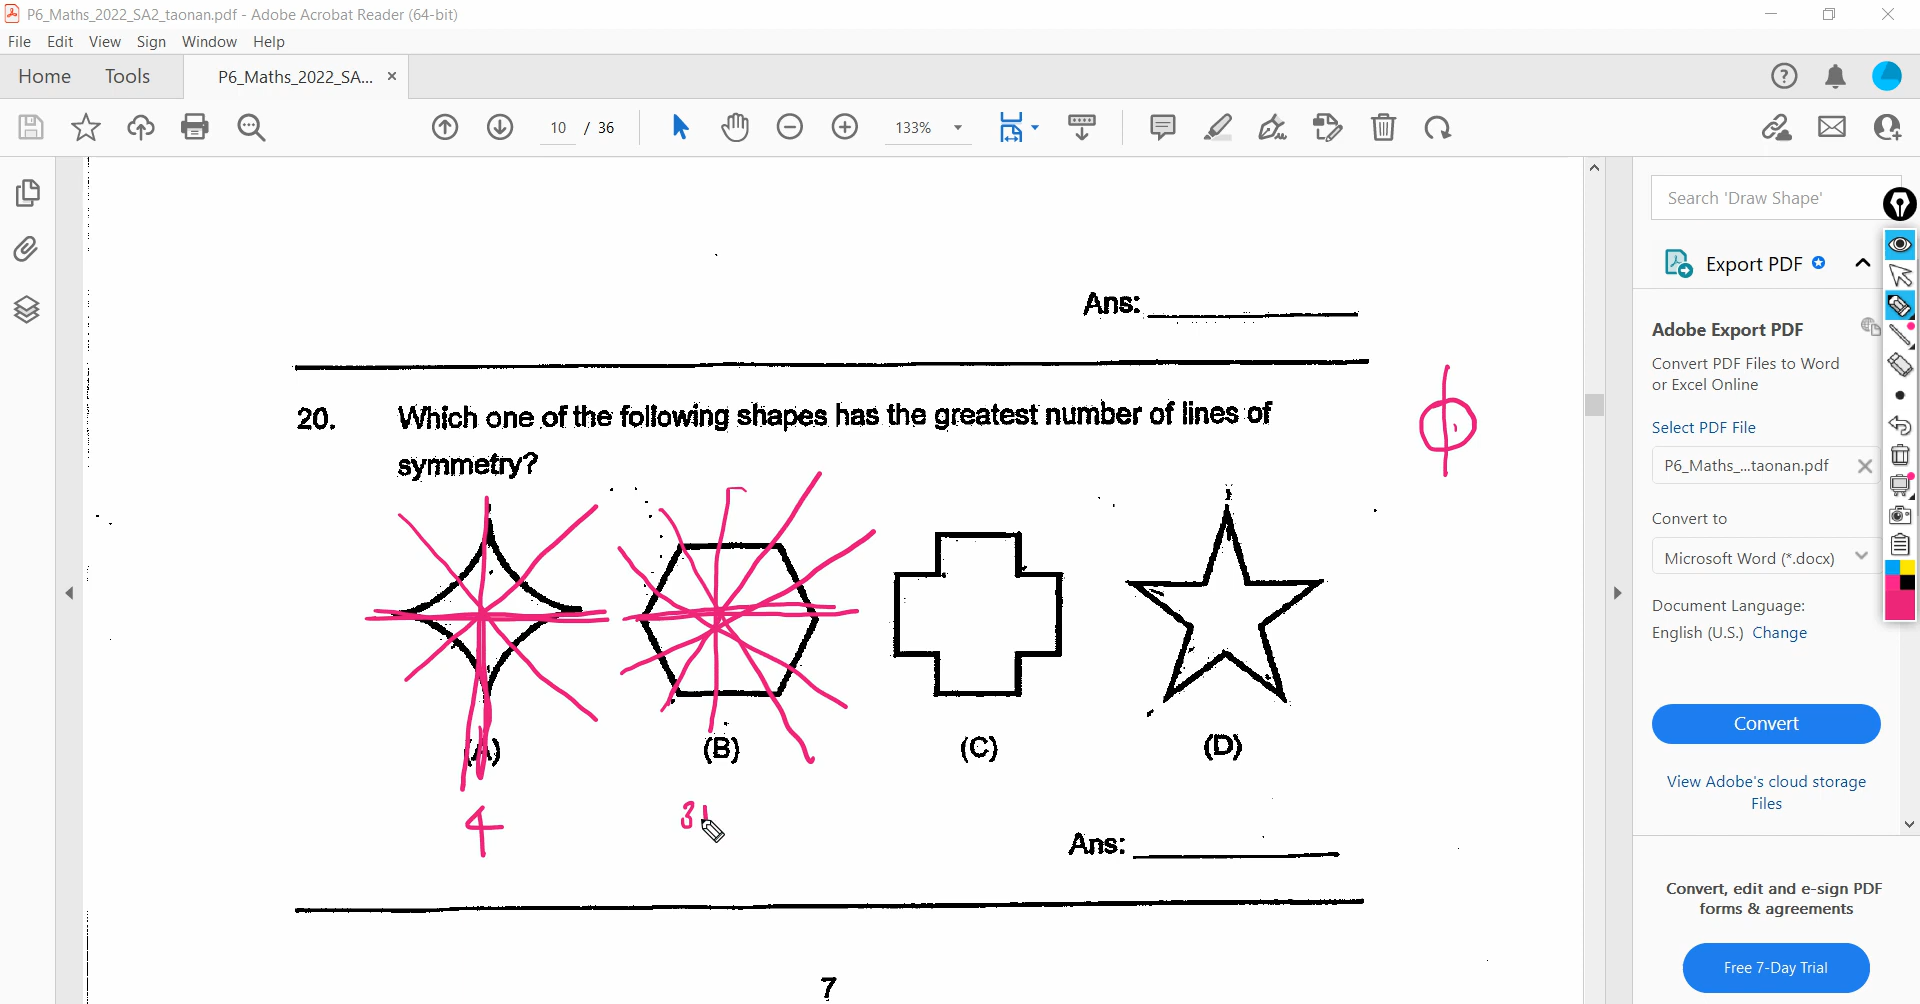 P6_Maths_2022_SA2_taonan.pdf - Adobe Acrobat Reader (64-bit)
File Edit View Sign Window Help
Home Tools P6_Maths_2022_SA... ×
10 / 36 133%
Search 'Draw Shape'
Export PDF
Adobe Export PDF
Convert PDF Files to Word
or Excel Online
Select PDF File
P6_Maths_...taonan.pdf
Convert to
Microsoft Word (*.docx)
Document Language:
English (U.S.) Change
Convert
View Adobe's cloud storage
Files
Convert, edit and e-sign PDF
forms & agreements
Free 7-Day Trial
Ans:
20. Which one of the following shapes has the greatest number of lines of
symmetry?
(A) (B) (C) (D)
4 3
Ans:
7